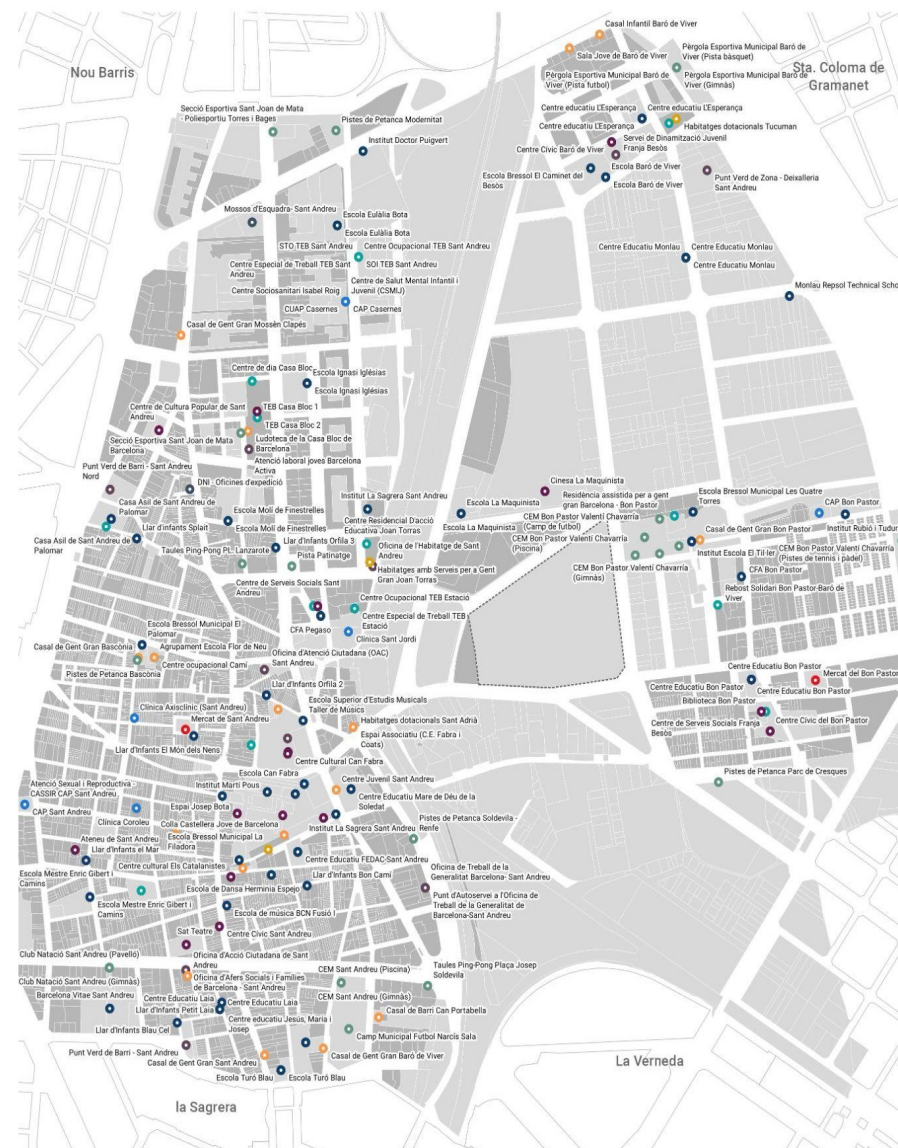 Casal Infantil Baró de Viver
Sala Jove de Baró de Viver
Pèrgola Esportiva Municipal Baró de
Viver (Pista bàsquet)
Nou Barris
Sta. Coloma de
Gramanet
Pèrgola Esportiva Municipal Baró de
Viver (Pista futbol)
Pèrgola Esportiva Municipal Baró de
Viver (Gimnàs)
Secció Esportiva Sant Joan de Mata
- Poliesportiu Torres i Bages
Pistes de Petanca Modernitat
Centre educatiu L'Esperança
Centre educatiu L'Esperança
Centre educatiu L'Esperança
Habitatges dotacionals Tucuman
Institut Doctor Puigvert
Servei de Dinamització Juvenil
Franja Besòs
Centre Cívic Baró de Viver
Escola Baró de Viver
Escola Bressol El Caminet del
Besòs
Escola Baró de Viver
Punt Verd de Zona - Deixalleria
Sant Andreu
Mossos d'Esquadra- Sant Andreu
Escola Eulàlia Bota
Escola Eulàlia Bota
STO TEB Sant Andreu
Centre Ocupacional TEB Sant Andreu
Centre Educatiu Monlau
Centre Educatiu Monlau
Centre Especial de Treball TEB Sant
Andreu
SOI TEB Sant Andreu
Centre Educatiu Monlau
Centre de Salut Mental Infantil i
Juvenil (CSMIJ)
Centre Sociosanitari Isabel Roig
Monlau Repsol Technical Scho
CUAP Casernes
CAP Casernes
Casal de Gent Gran Mossèn Clapés
Centre de dia Casa Bloc
Escola Ignasi Iglésias
Escola Ignasi Iglésias
Centre de Cultura Popular de Sant
Andreu
TEB Casa Bloc 1
TEB Casa Bloc 2
Secció Esportiva Sant Joan de Mata
Barcelona
Ludoteca de la Casa Bloc de
Barcelona
Atenció laboral joves Barcelona
Activa
Punt Verd de Barri - Sant Andreu
Nord
DNI - Oficines d'expedició
Cinesa La Maquinista
Institut La Sagrera Sant Andreu
Escola La Maquinista
Escola La Maquinista
Residència assistida per a gent
gran Barcelona - Bon Pastor
Escola Bressol Municipal Les Quatre
Torres
CAP Bon Pastor
Casa Asil de Sant Andreu de
Palomar
Llar d'infants Splait
Escola Molí de Finestrelles
Escola Molí de Finestrelles
Centre Residencial D'acció
Educativa Joan Torras
CEM Bon Pastor Valentí Chavarría
(Camp de futbol)
Casal de Gent Gran Bon Pastor
Institut Rubió i Tudur
Casa Asil de Sant Andreu de
Palomar
Taules Ping-Pong PL. Lanzarote
Llar d'Infants Orfila 3
Pista Patinatge
Oficina de l'Habitatge de Sant
Andreu
CEM Bon Pastor Valentí Chavarría
(Piscina)
Institut Escola El Til·ler
CEM Bon Pastor Valentí Chavarría
(Pistes de tennis i pàdel)
Habitatges amb Serveis per a Gent
Gran Joan Torras
CEM Bon Pastor Valentí Chavarría
(Gimnàs)
CFA Bon Pastor
Centre de Serveis Socials Sant
Andreu
Rebost Solidari Bon Pastor-Baró de
Viver
Centre Ocupacional TEB Estació
CFA Pegaso
Centre Especial de Treball TEB
Estació
Clínica Sant Jordi
Escola Bressol Municipal El
Palomar
Casal de Gent Gran Bascònia
Agrupament Escola Flor de Neu
Oficina d'Atenció Ciutadana (OAC)
Sant Andreu
Centre ocupacional Camí
Pistes de Petanca Bascònia
Centre Educatiu Bon Pastor
Mercat del Bon Pastor
Centre Educatiu Bon Pastor
Centre Educatiu Bon Pastor
Llar d'Infants Orfila 2
Clínica Axisclinic (Sant Andreu)
Mercat de Sant Andreu
Escola Superior d'Estudis Musicals
Taller de Músics
Habitatges dotacionals Sant Adrià
Espai Associatiu (C.E. Fabra i
Coats)
Biblioteca Bon Pastor
Centre Cívic del Bon Pastor
Centre de Serveis Socials Franja
Besòs
Llar d'Infants El Món dels Nens
Centre Cultural Can Fabra
Escola Can Fabra
Pistes de Petanca Parc de Cresques
Atenció Sexual i Reproductiva -
CASSIR CAP Sant Andreu
Institut Martí Pous
Centre Juvenil Sant Andreu
Centre Educatiu Mare de Déu de la
Soledat
CAP Sant Andreu
Clínica Coroleu
Espai Josep Bota
Colla Castellera Jove de Barcelona
Institut La Sagrera Sant Andreu
Pistes de Petanca Soldevila -
Renfe
Ateneu de Sant Andreu
Escola Bressol Municipal La
Filadora
Llar d'Infants el Mar
Centre cultural Els Catalanistes
Centre Educatiu FEDAC-Sant Andreu
Escola Mestre Enric Gibert i
Camins
Llar d'Infants Bon Camí
Oficina de Treball de la
Generalitat Barcelona- Sant Andreu
Escola de Dansa Herminia Espejo
Escola Mestre Enric Gibert i
Camins
Punt d'Autoservei a l'Oficina de
Treball de la Generalitat de
Barcelona-Sant Andreu
Escola de música BCN Fusió I
Sat Teatre
Centre Cívic Sant Andreu
Club Natació Sant Andreu (Pavelló)
Oficina d'Acció Ciutadana de Sant
Andreu
CEM Sant Andreu (Piscina)
Taules Ping-Pong Plaça Josep
Soldevila
Club Natació Sant Andreu (Gimnàs)
Oficina d'Afers Socials i Famílies
de Barcelona - Sant Andreu
Barcelona Vitae Sant Andreu
Centre Educatiu Laia
Centre Educatiu Laia
CEM Sant Andreu (Gimnàs)
Llar d'Infants Petit Laia
Centre educatiu Jesús, Maria i
Josep
Casal de Barri Can Portabella
Llar d'Infants Blau Cel
Camp Municipal Futbol Narcís Sala
Punt Verd de Barri - Sant Andreu
Casal de Gent Gran Sant Andreu
Casal de Gent Gran Baró de Viver
Escola Turó Blau
Escola Turó Blau
La Verneda
la Sagrera